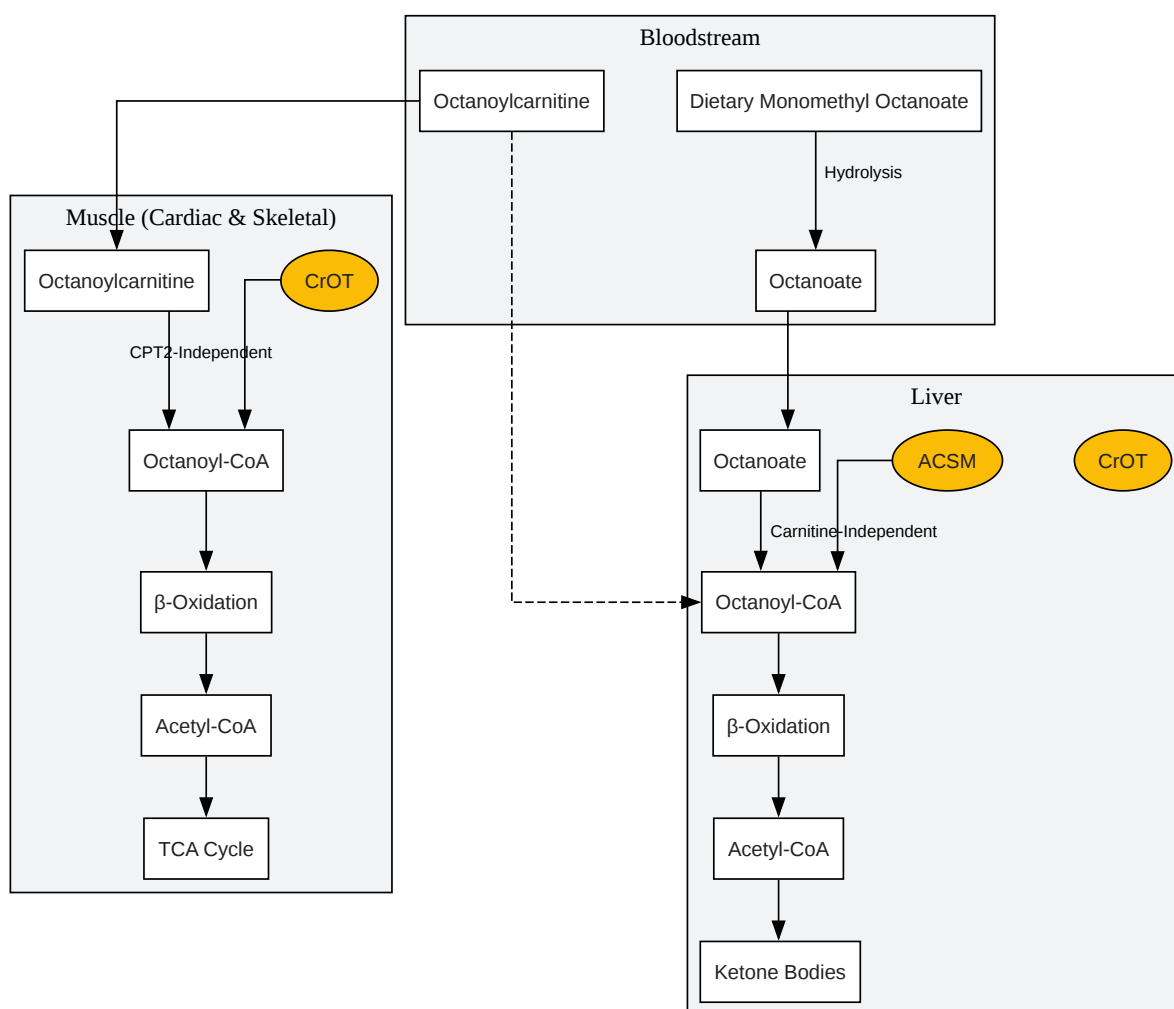 Bloodstream
Octanoylcarnitine
Dietary Monomethyl Octanoate
Hydrolysis
Octanoate
Muscle (Cardiac & Skeletal)
Octanoylcarnitine
CrOT
CPT2-Independent
Octanoyl-CoA
β-Oxidation
Acetyl-CoA
TCA Cycle
Liver
Octanoate
ACSM
CrOT
Carnitine-Independent
Octanoyl-CoA
β-Oxidation
Acetyl-CoA
Ketone Bodies